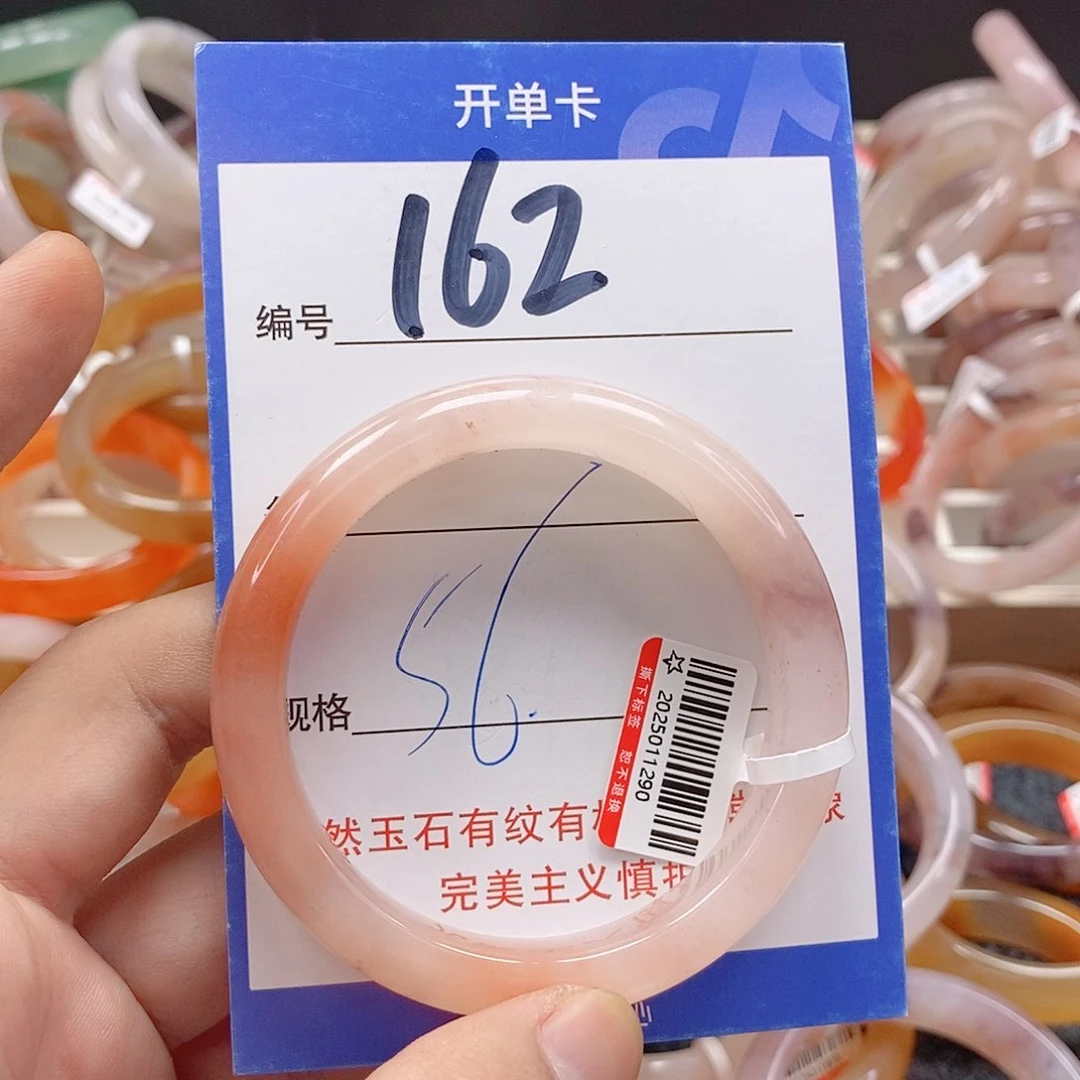 开单卡
162
编号
56
规格
撕下标签 恕不退换
2025011290
然玉石有纹有
完美主义慎拍